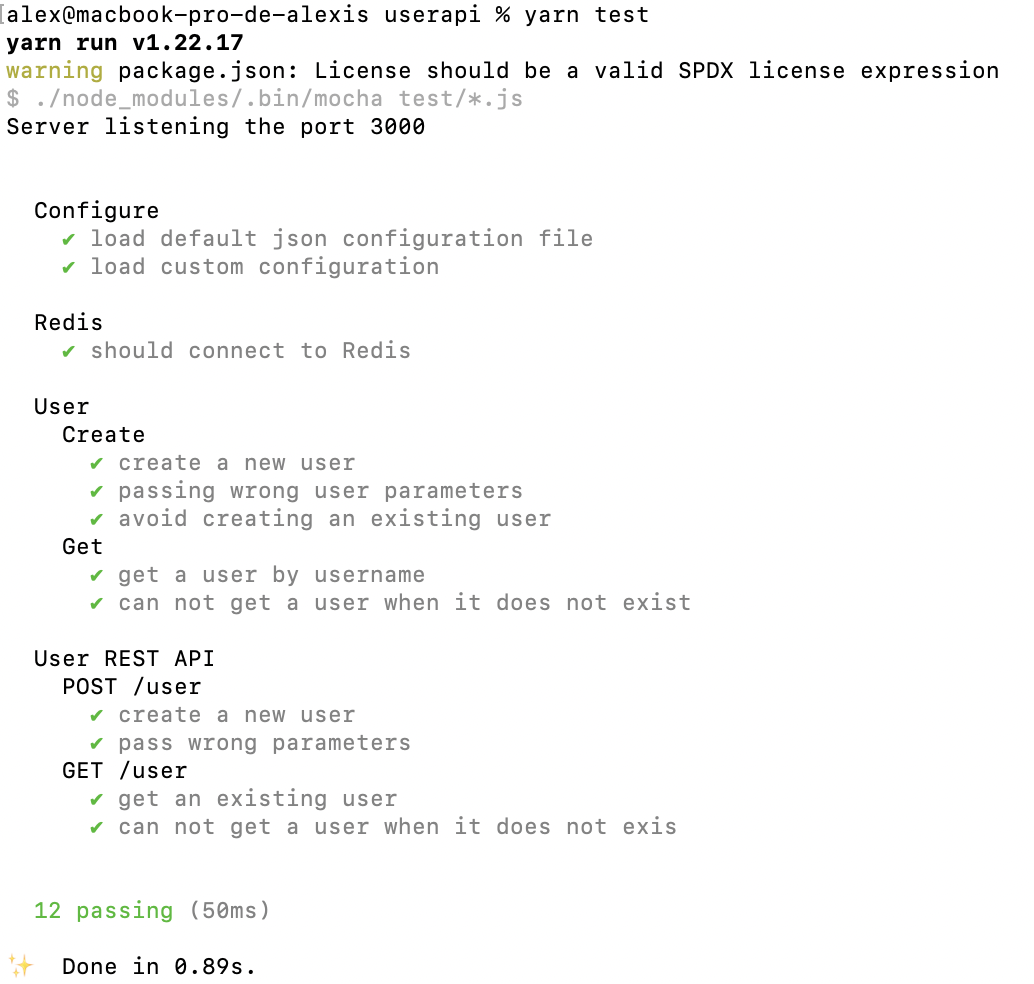 [alex@macbook-pro-de-alexis userapi % yarn test
yarn run v1.22.17
warning package.json: License should be a valid SPDX license expression
$ ./node_modules/.bin/mocha test/*.js
Server listening the port 3000
Configure
✔ load default json configuration file
✔ load custom configuration
Redis
✔ should connect to Redis
User
Create
✔ create a new user
✔ passing wrong user parameters
✔ avoid creating an existing user
Get
✔ get a user by username
✔ can not get a user when it does not exist
User REST API
POST /user
✔ create a new user
✔ pass wrong parameters
GET /user
✔ get an existing user
✔ can not get a user when it does not exis
12 passing (50ms)
✨ Done in 0.89s.